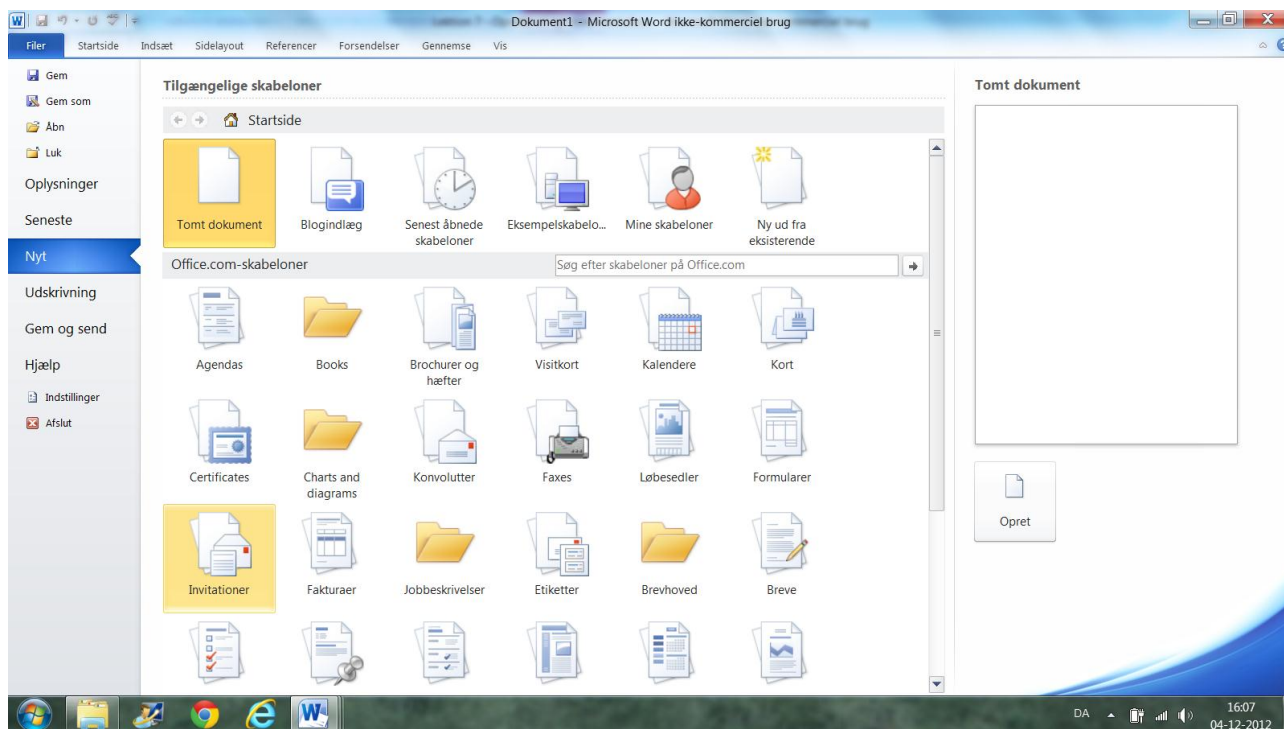 Dokument1 - Microsoft Word ikke-kommerciel brug
Filer Startside Indsæt Sidelayout Referencer Forsendelser Gennemse Vis
Gem
Gem som
Åbn
Luk
Oplysninger
Seneste
Nyt
Udskrivning
Gem og send
Hjælp
Indstillinger
Afslut
Tilgængelige skabeloner
Startside
Tomt dokument
Blogindlæg
Senest åbnede
skabeloner
Eksempelskabelo...
Mine skabeloner
Ny ud fra
eksisterende
Office.com-skabeloner
Søg efter skabeloner på Office.com
Agendas
Books
Brochurer og
hæfter
Visitkort
Kalendere
Kort
Certificates
Charts and
diagrams
Konvolutter
Faxes
Løbesedler
Formularer
Invitationer
Fakturaer
Jobbeskrivelser
Etiketter
Brevhoved
Breve
Tomt dokument
Opret
DA
16:07
04-12-2012